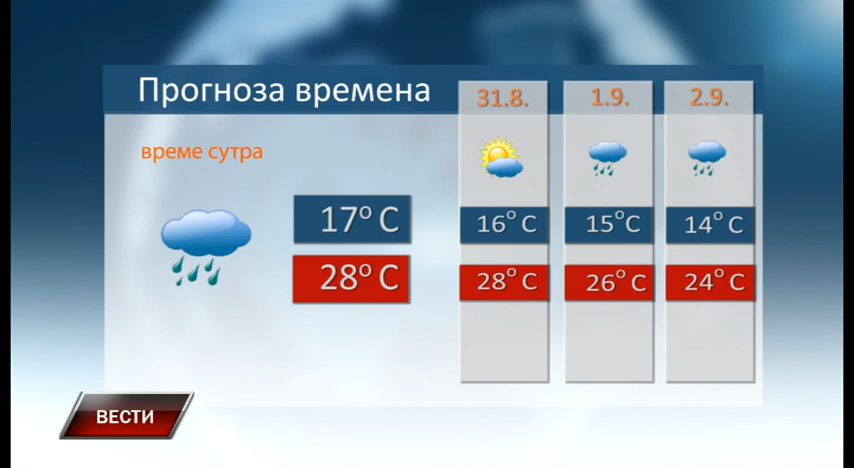 Прогноза времена
време сутра
17° C
28° C
31.8.
16° C
28° C
1.9.
15°C
26° C
2.9.
14° C
24° C
ВЕСТИ